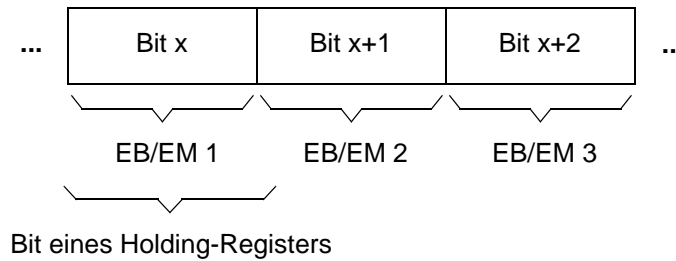 ... Bit x Bit x+1 Bit x+2 ..
EB/EM 1 EB/EM 2 EB/EM 3
Bit eines Holding-Registers